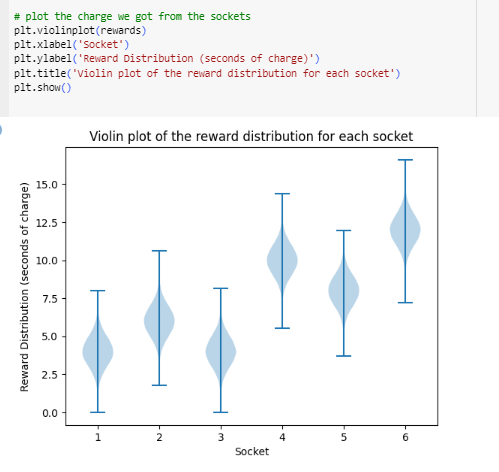 # plot the charge we got from the sockets
plt.violinplot(rewards)
plt.xlabel('Socket')
plt.ylabel('Reward Distribution (seconds of charge)')
plt.title('Violin plot of the reward distribution for each socket')
plt.show()
Violin plot of the reward distribution for each socket
Reward Distribution (seconds of charge)
15.0
12.5
10.0
7.5
5.0
2.5
0.0
1 2 3 4 5 6
Socket